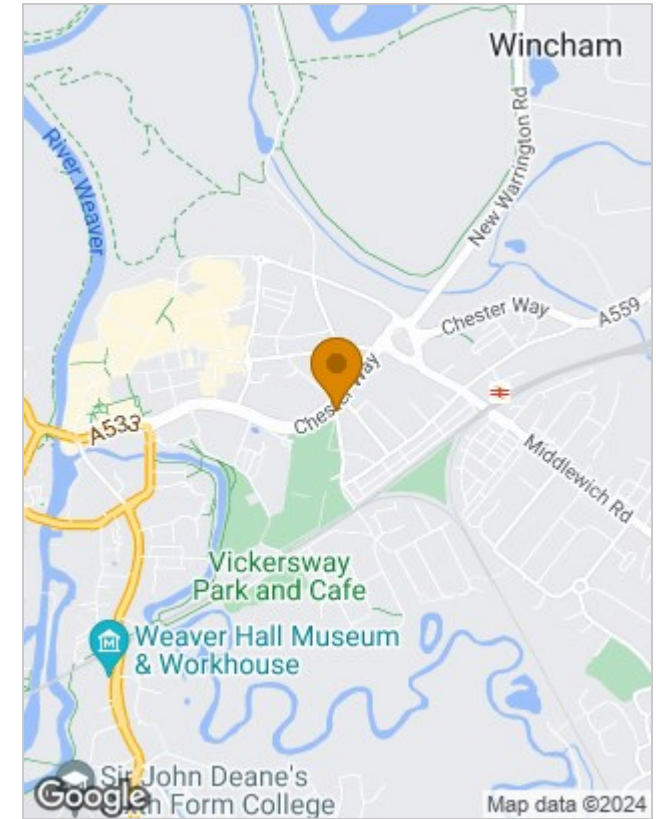 Wincham
River Weaver
New Warrington Rd
Chester Way
A559
Chester Way
A533
Middlewich Rd
Vickersway
Park and Cafe
M
Weaver Hall Museum
& Workhouse
Sir John Deane's
Form College
Google
Map data ©2024